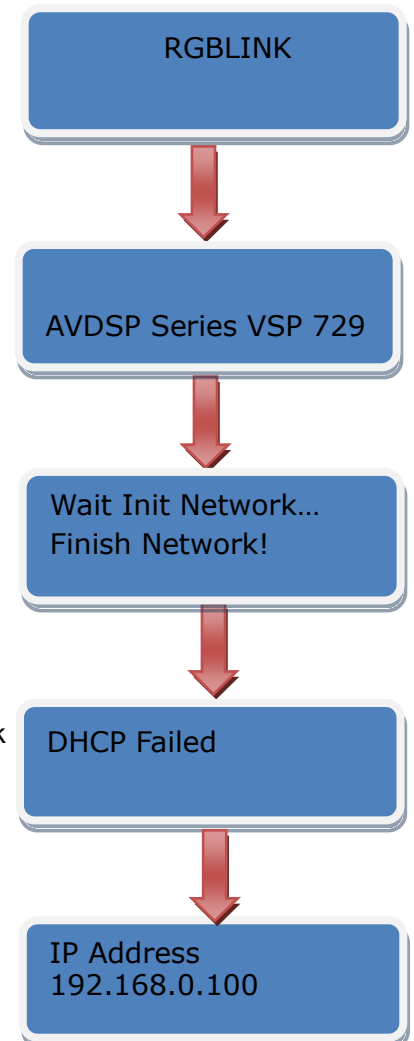 RGBLINK
AVDSP Series VSP 729
Wait Init Network…
Finish Network!
DHCP Failed
IP Address
192.168.0.100